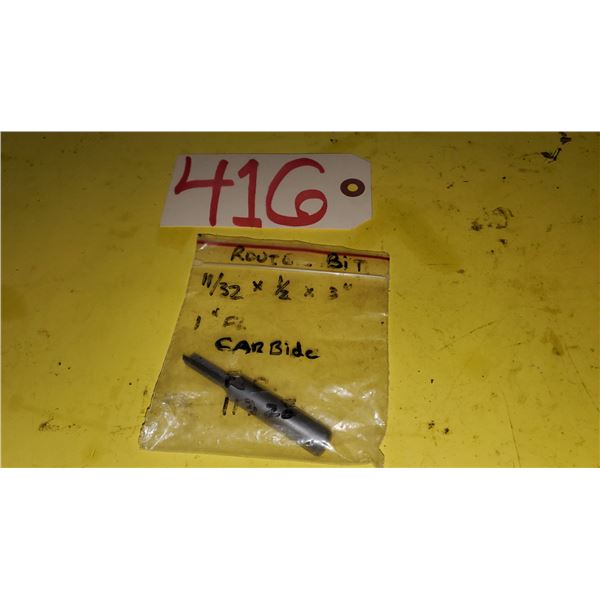 416
ROUTE.. BiT
11/32 x 1/2 x 3"
1" FL
CARBide